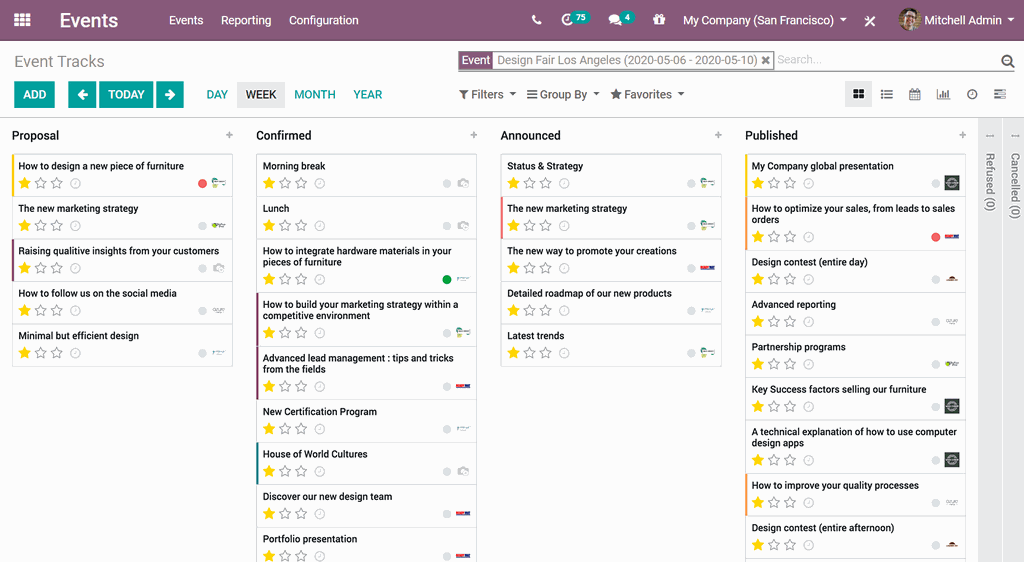 Events
Events Reporting Configuration
75
4
My Company (San Francisco)
Mitchell Admin
Event Tracks
Event Design Fair Los Angeles (2020-05-06 - 2020-05-10)
Search...
ADD
TODAY
DAY WEEK MONTH YEAR
Filters Group By Favorites
Proposal
How to design a new piece of furniture
The new marketing strategy
Raising qualitive insights from your customers
How to follow us on the social media
Minimal but efficient design
Confirmed
Morning break
Lunch
How to integrate hardware materials in your
pieces of furniture
How to build your marketing strategy within a
competitive environment
Advanced lead management : tips and tricks
from the fields
New Certification Program
House of World Cultures
Discover our new design team
Portfolio presentation
Announced
Status & Strategy
The new marketing strategy
The new way to promote your creations
Detailed roadmap of our new products
Latest trends
Published
My Company global presentation
How to optimize your sales, from leads to sales
orders
Design contest (entire day)
Advanced reporting
Partnership programs
Key Success factors selling our furniture
A technical explanation of how to use computer
design apps
How to improve your quality processes
Design contest (entire afternoon)
Refused (0)
Cancelled (0)